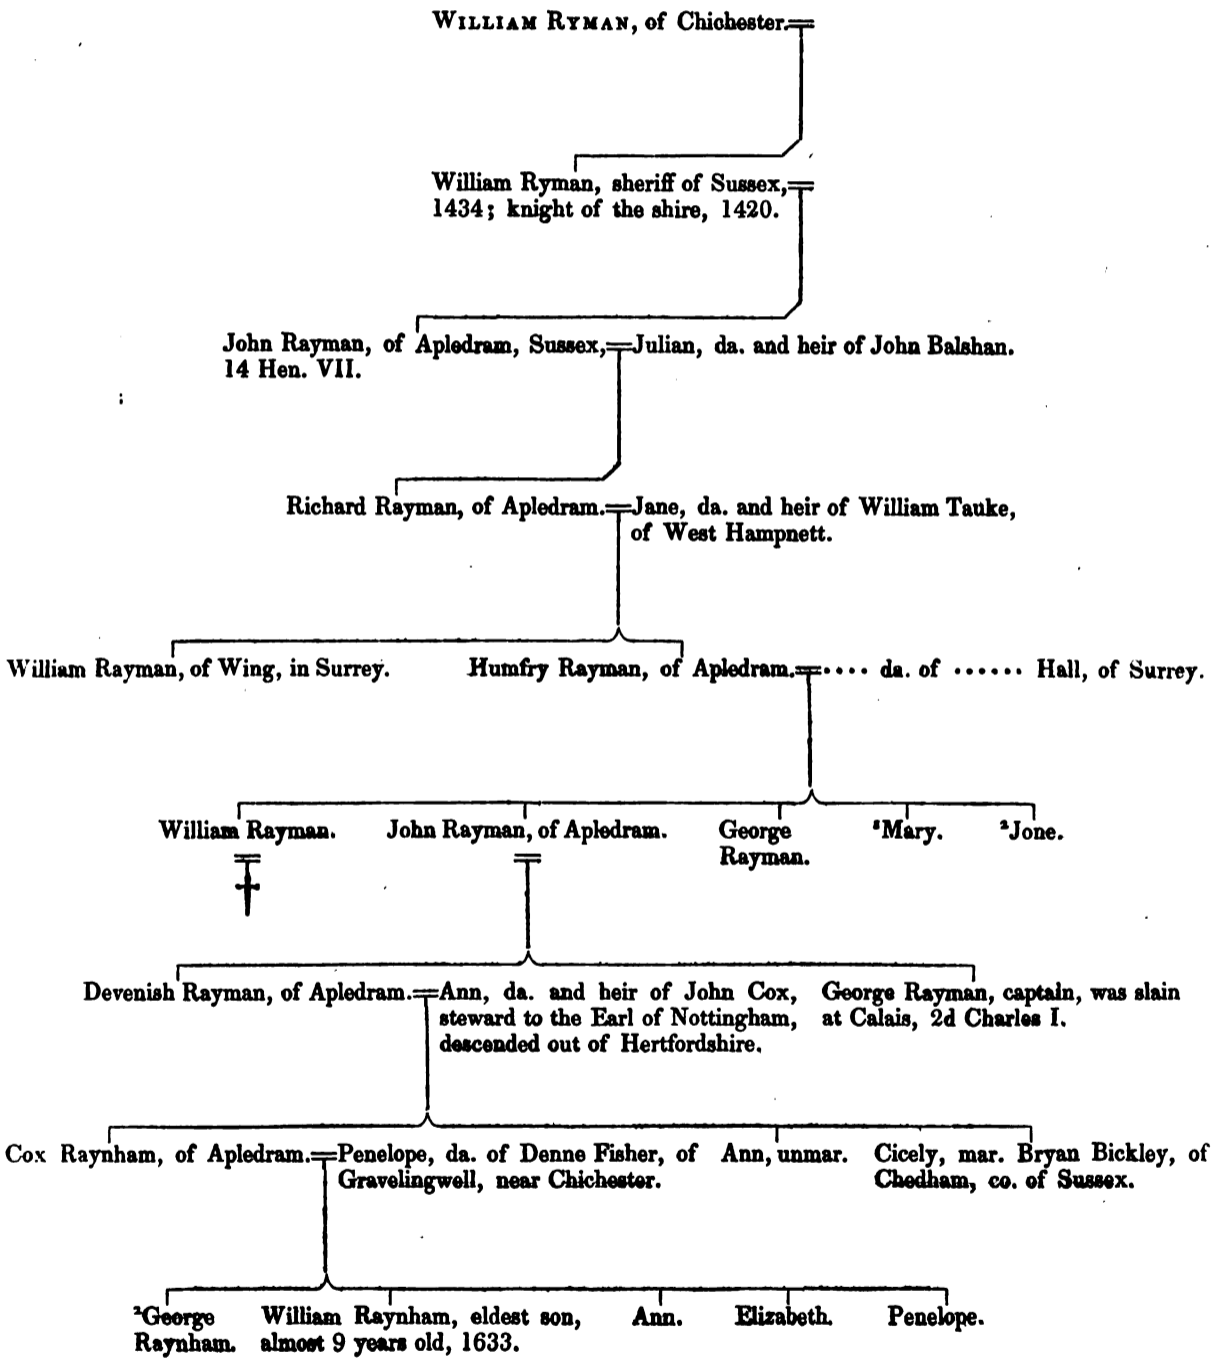 WILLIAM RYMAN, of Chichester.
William Ryman, sheriff of Sussex,
1434; knight of the shire, 1420.
John Rayman, of Apledram, Sussex, Julian, da. and heir of John Balshan.
14 Hen. VII.
Richard Rayman, of Apledram. Jane, da. and heir of William Tauke,
of West Hampnett.
William Rayman, of Wing, in Surrey. Humfry Rayman, of Apledram. .... da. of ...... Hall, of Surrey.
William Rayman. John Rayman, of Apledram. George ²Mary. ²Jone.
Rayman.
Devenish Rayman, of Apledram. Ann, da. and heir of John Cox, George Rayman, captain, was slain
steward to the Earl of Nottingham, at Calais, 2d Charles I.
descended out of Hertfordshire.
Cox Raynham, of Apledram. Penelope, da. of Denne Fisher, of Ann, unmar. Cicely, mar. Bryan Bickley, of
Gravelingwell, near Chichester. Chedham, co. of Sussex.
²George William Raynham, eldest son, Ann. Elizabeth. Penelope.
Raynham. almost 9 years old, 1633.